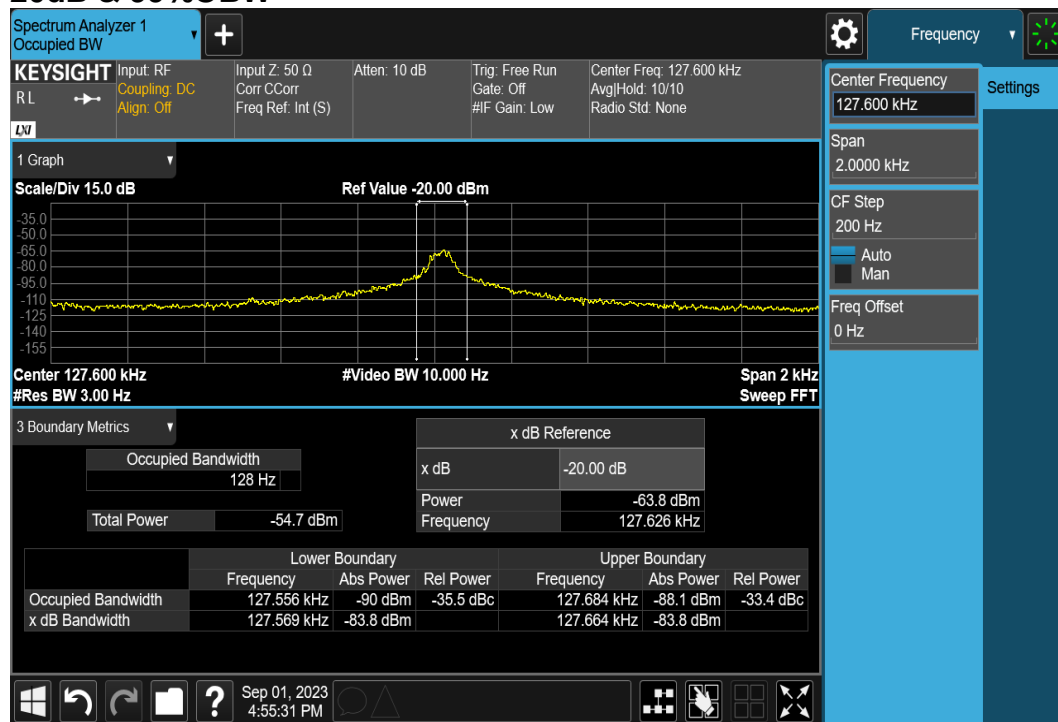 Spectrum Analyzer 1
Occupied BW
Frequency
KEYSIGHT
Input: RF
Input Z: 50 Ω
Atten: 10 dB
Trig: Free Run
Center Freq: 127.600 kHz
RL
Coupling: DC
Corr CCorr
Gate: Off
Avg|Hold: 10/10
Align: Off
Freq Ref: Int (S)
#IF Gain: Low
Radio Std: None
LXI
Center Frequency
127.600 kHz
Settings
Span
2.0000 kHz
CF Step
200 Hz
Auto
Man
Freq Offset
0 Hz
1 Graph
Scale/Div 15.0 dB
Ref Value -20.00 dBm
-35.0
-50.0
-65.0
-80.0
-95.0
-110
-125
-140
-155
Center 127.600 kHz
#Video BW 10.000 Hz
Span 2 kHz
#Res BW 3.00 Hz
Sweep FFT
3 Boundary Metrics
Occupied Bandwidth
128 Hz
Total Power
-54.7 dBm
x dB Reference
x dB
-20.00 dB
Power
-63.8 dBm
Frequency
127.626 kHz
Lower Boundary
Upper Boundary
Frequency
Abs Power
Rel Power
Frequency
Abs Power
Rel Power
Occupied Bandwidth
127.556 kHz
-90 dBm
-35.5 dBc
127.684 kHz
-88.1 dBm
-33.4 dBc
x dB Bandwidth
127.569 kHz
-83.8 dBm
127.664 kHz
-83.8 dBm
?
Sep 01, 2023
4:55:31 PM